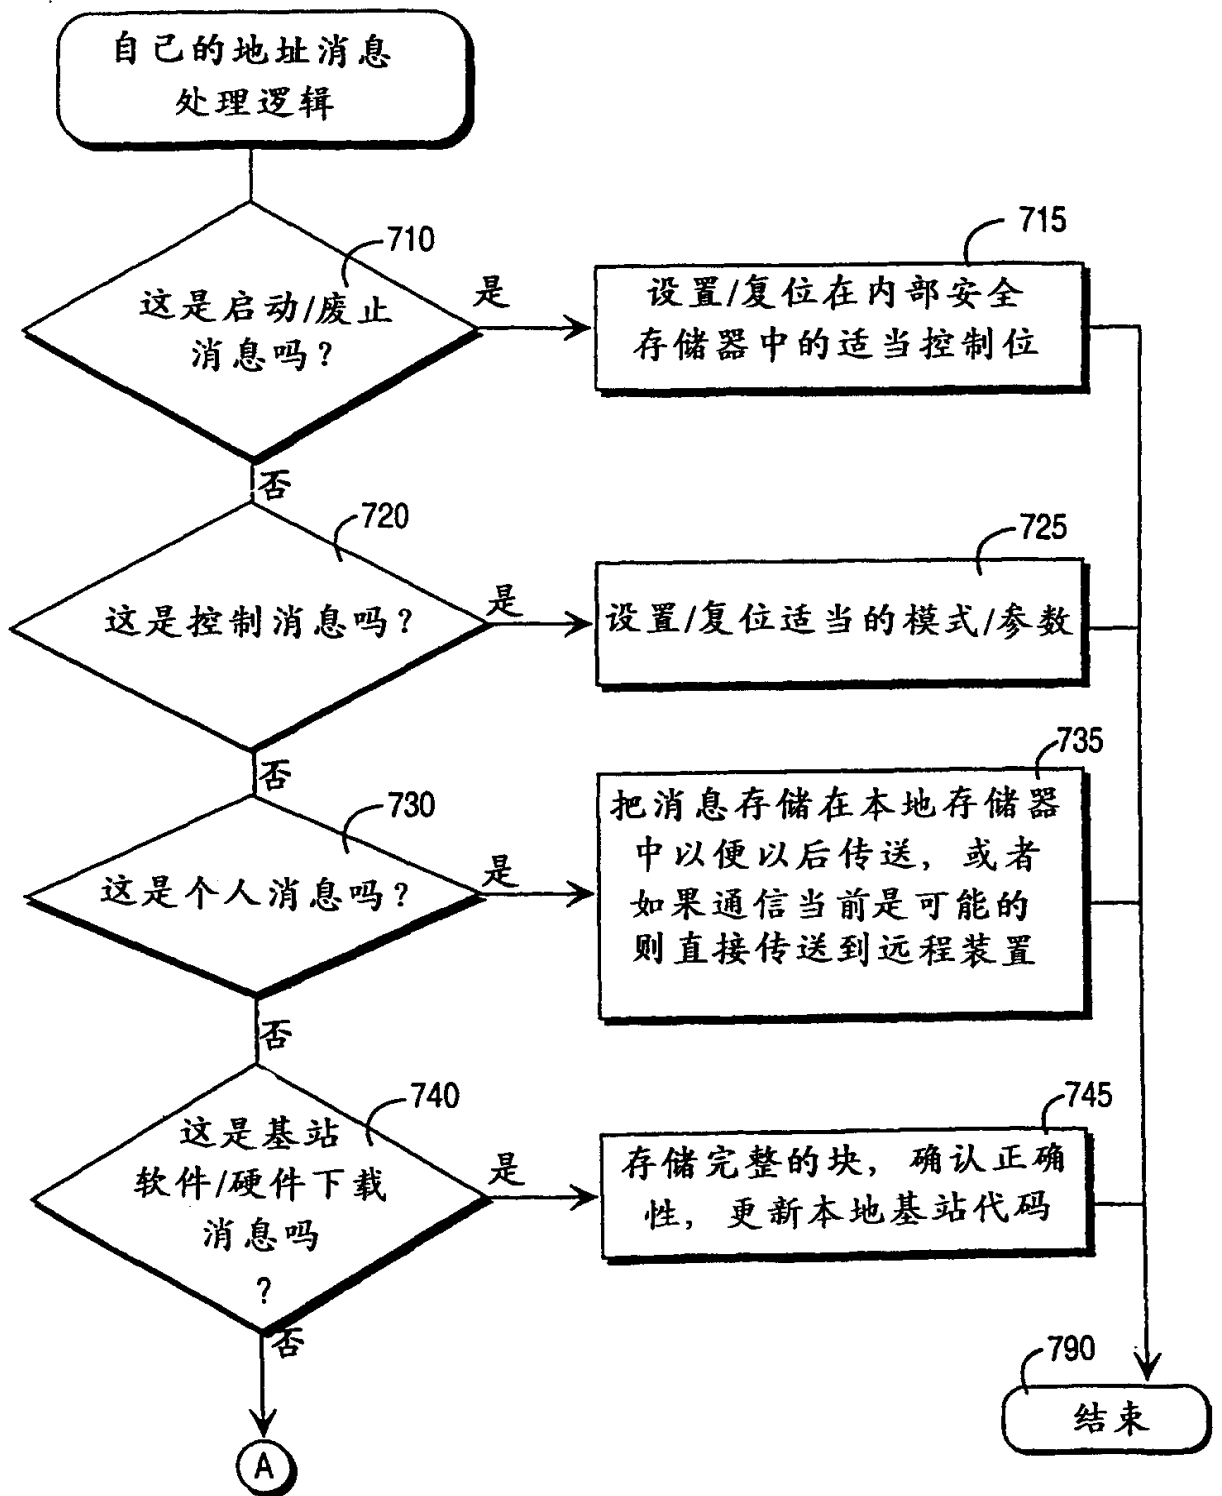 自己的地址消息
处理逻辑
710
这是启动/废止
消息吗？
是
715
设置/复位在内部安全
存储器中的适当控制位
否
720
这是控制消息吗？
是
725
设置/复位适当的模式/参数
否
730
这是个人消息吗？
是
735
把消息存储在本地存储器
中以便以后传送，或者
如果通信当前是可能的
则直接传送到远程装置
否
740
这是基站
软件/硬件下载
消息吗
？
是
745
存储完整的块，确认正确
性，更新本地基站代码
否
A
790
结束